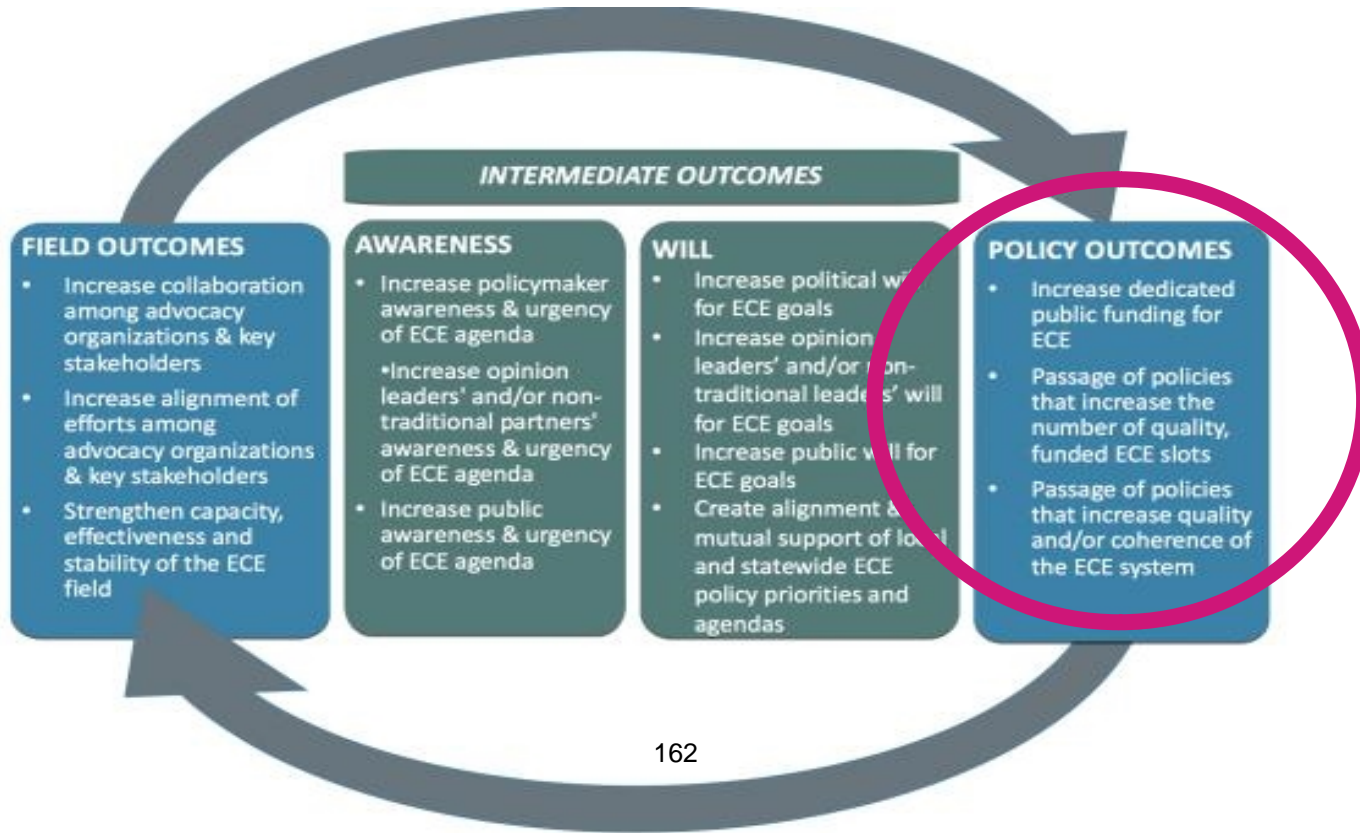 INTERMEDIATE OUTCOMES
FIELD OUTCOMES
• Increase collaboration
among advocacy
organizations & key
stakeholders
• Increase alignment of
efforts among
advocacy organizations
& key stakeholders
• Strengthen capacity,
effectiveness and
stability of the ECE
field
AWARENESS
• Increase policymaker
awareness & urgency
of ECE agenda
•Increase opinion
leaders' and/or non-
traditional partners'
awareness & urgency
of ECE agenda
• Increase public
awareness & urgency
of ECE agenda
WILL
• Increase political will
for ECE goals
• Increase opinion
leaders' and/or non-
traditional leaders' will
for ECE goals
• Increase public will for
ECE goals
• Create alignment &
mutual support of local
and statewide ECE
policy priorities and
agendas
POLICY OUTCOMES
• Increase dedicated
public funding for
ECE
• Passage of policies
that increase the
number of quality,
funded ECE slots
• Passage of policies
that increase quality
and/or coherence of
the ECE system
162